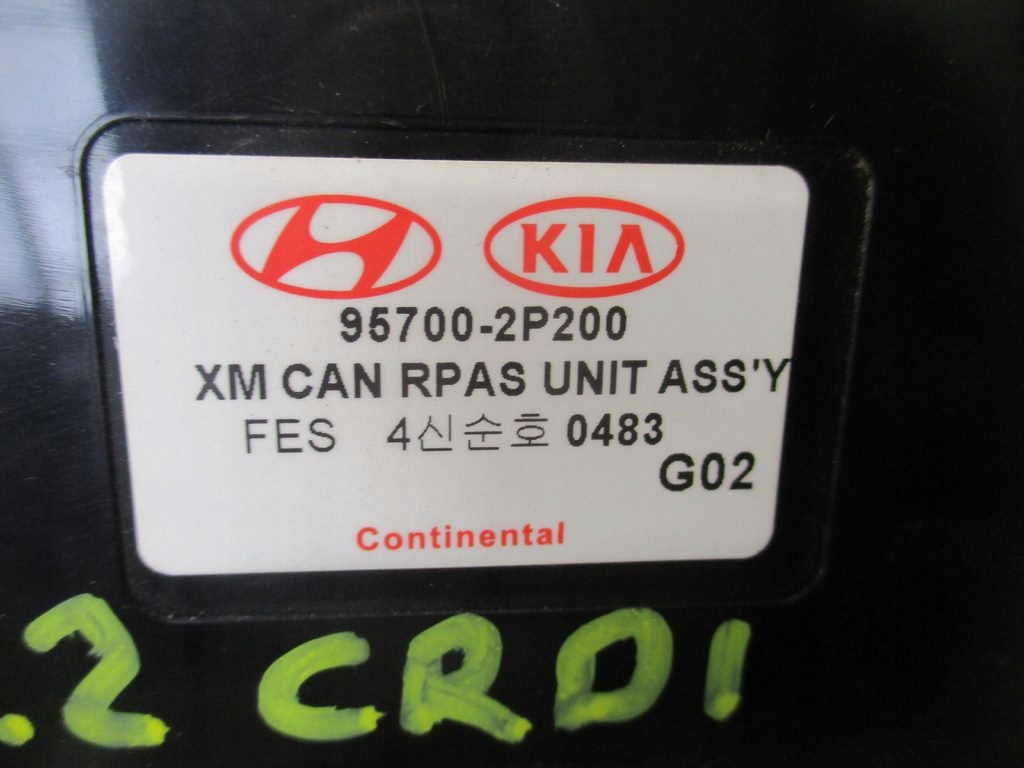 KIA
95700-2P200
XM CAN RPAS UNIT ASS'Y
FES 4신순호 0483
G02
Continental
.2 CRDI